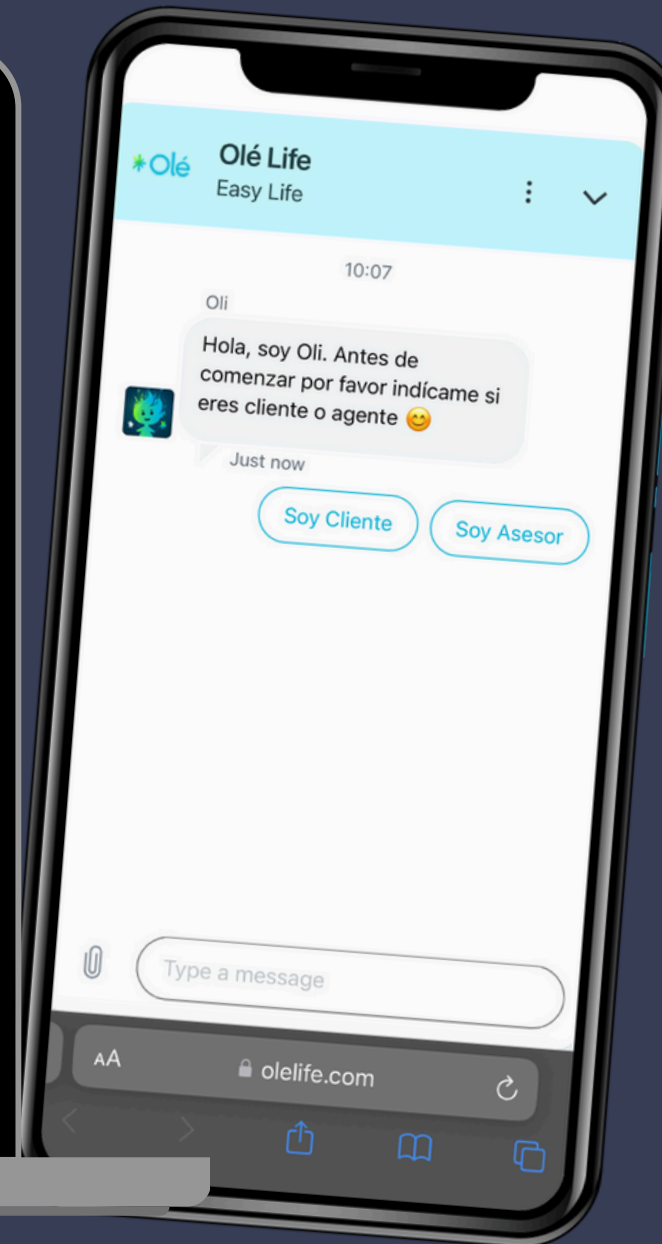 *Olé
Olé Life
Easy Life
10:07
Oli
Hola, soy Oli. Antes de
comenzar por favor indícame si
eres cliente o agente 😊
Just now
Soy Cliente
Soy Asesor
Type a message
AA
olelife.com